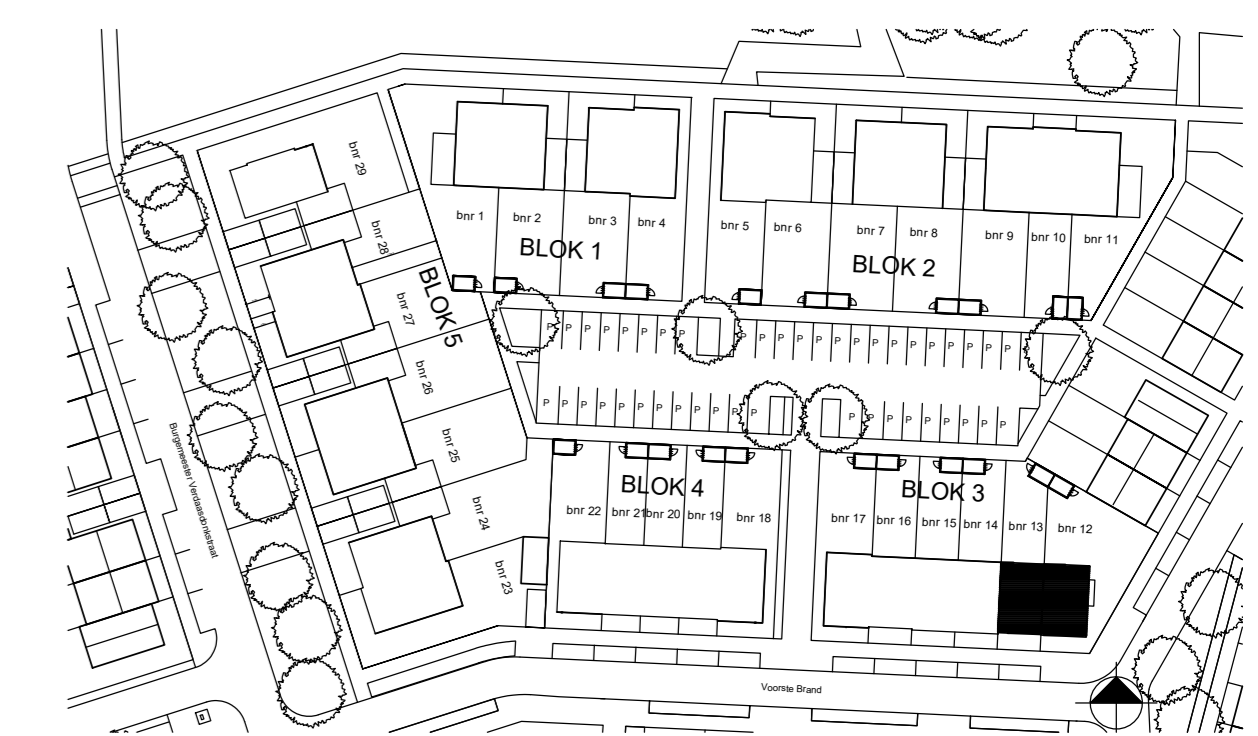 bnr 29
bnr 1 bnr 2 bnr 3 bnr 4 bnr 5 bnr 6 bnr 7 bnr 8 bnr 9 bnr 10 bnr 11
bnr 28
BLOK 1
BLOK 2
BLOK 5
bnr 27
P P P P P P P P P P P P P P P P P P P P P P P
bnr 26
P P P P P P P P P P P P P P P P P P P P P
bnr 25
Burgemeester Verdaasdonkstraat
BLOK 4
BLOK 3
bnr 24
bnr 22 bnr 21 bnr 20 bnr 19 bnr 18 bnr 17 bnr 16 bnr 15 bnr 14 bnr 13 bnr 12
bnr 23
Voorste Brand